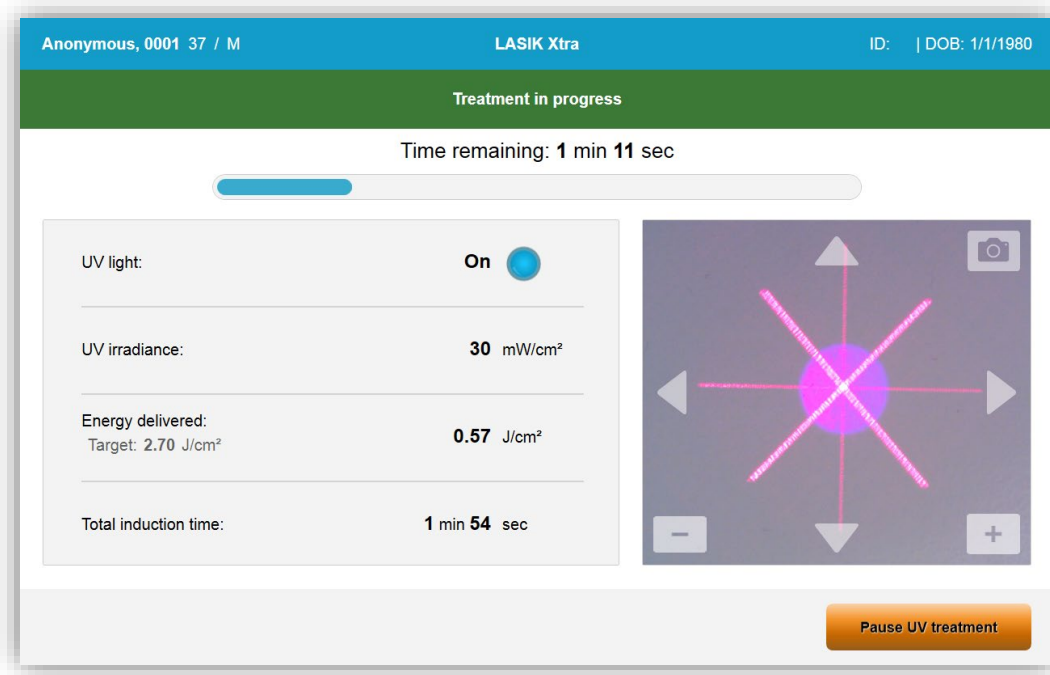 Anonymous, 0001 37 / M LASIK Xtra ID: | DOB: 1/1/1980
Treatment in progress
Time remaining: 1 min 11 sec
UV light: On
UV irradiance: 30 mW/cm²
Energy delivered:
Target: 2.70 J/cm² 0.57 J/cm²
Total induction time: 1 min 54 sec
Pause UV treatment